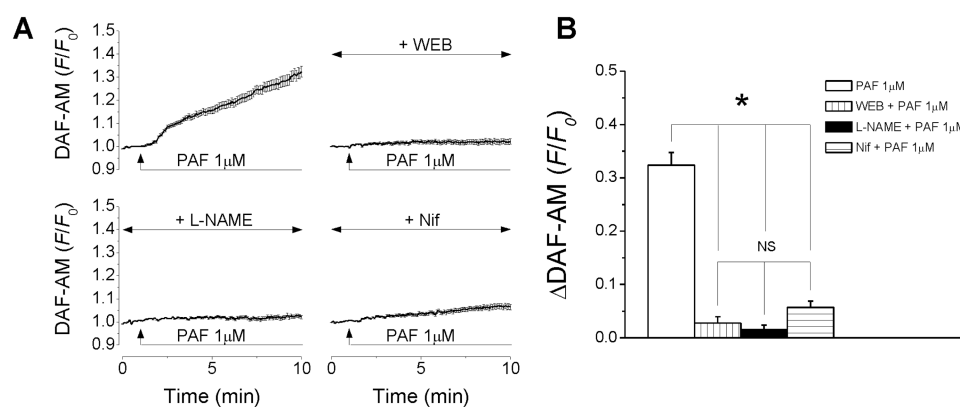 A
DAF-AM (F/F0)
1.5
1.4
1.3
1.2
1.1
1.0
0.9
PAF 1µM
+ WEB
PAF 1µM
DAF-AM (F/F0)
1.5
1.4
1.3
1.2
1.1
1.0
0.9
+ L-NAME
PAF 1µM
0 5 10
Time (min)
+ Nif
PAF 1µM
0 5 10
Time (min)
B
ΔDAF-AM (F/F0)
0.5
0.4
0.3
0.2
0.1
0.0
*
NS
PAF 1µM
WEB + PAF 1µM
L-NAME + PAF 1µM
Nif + PAF 1µM